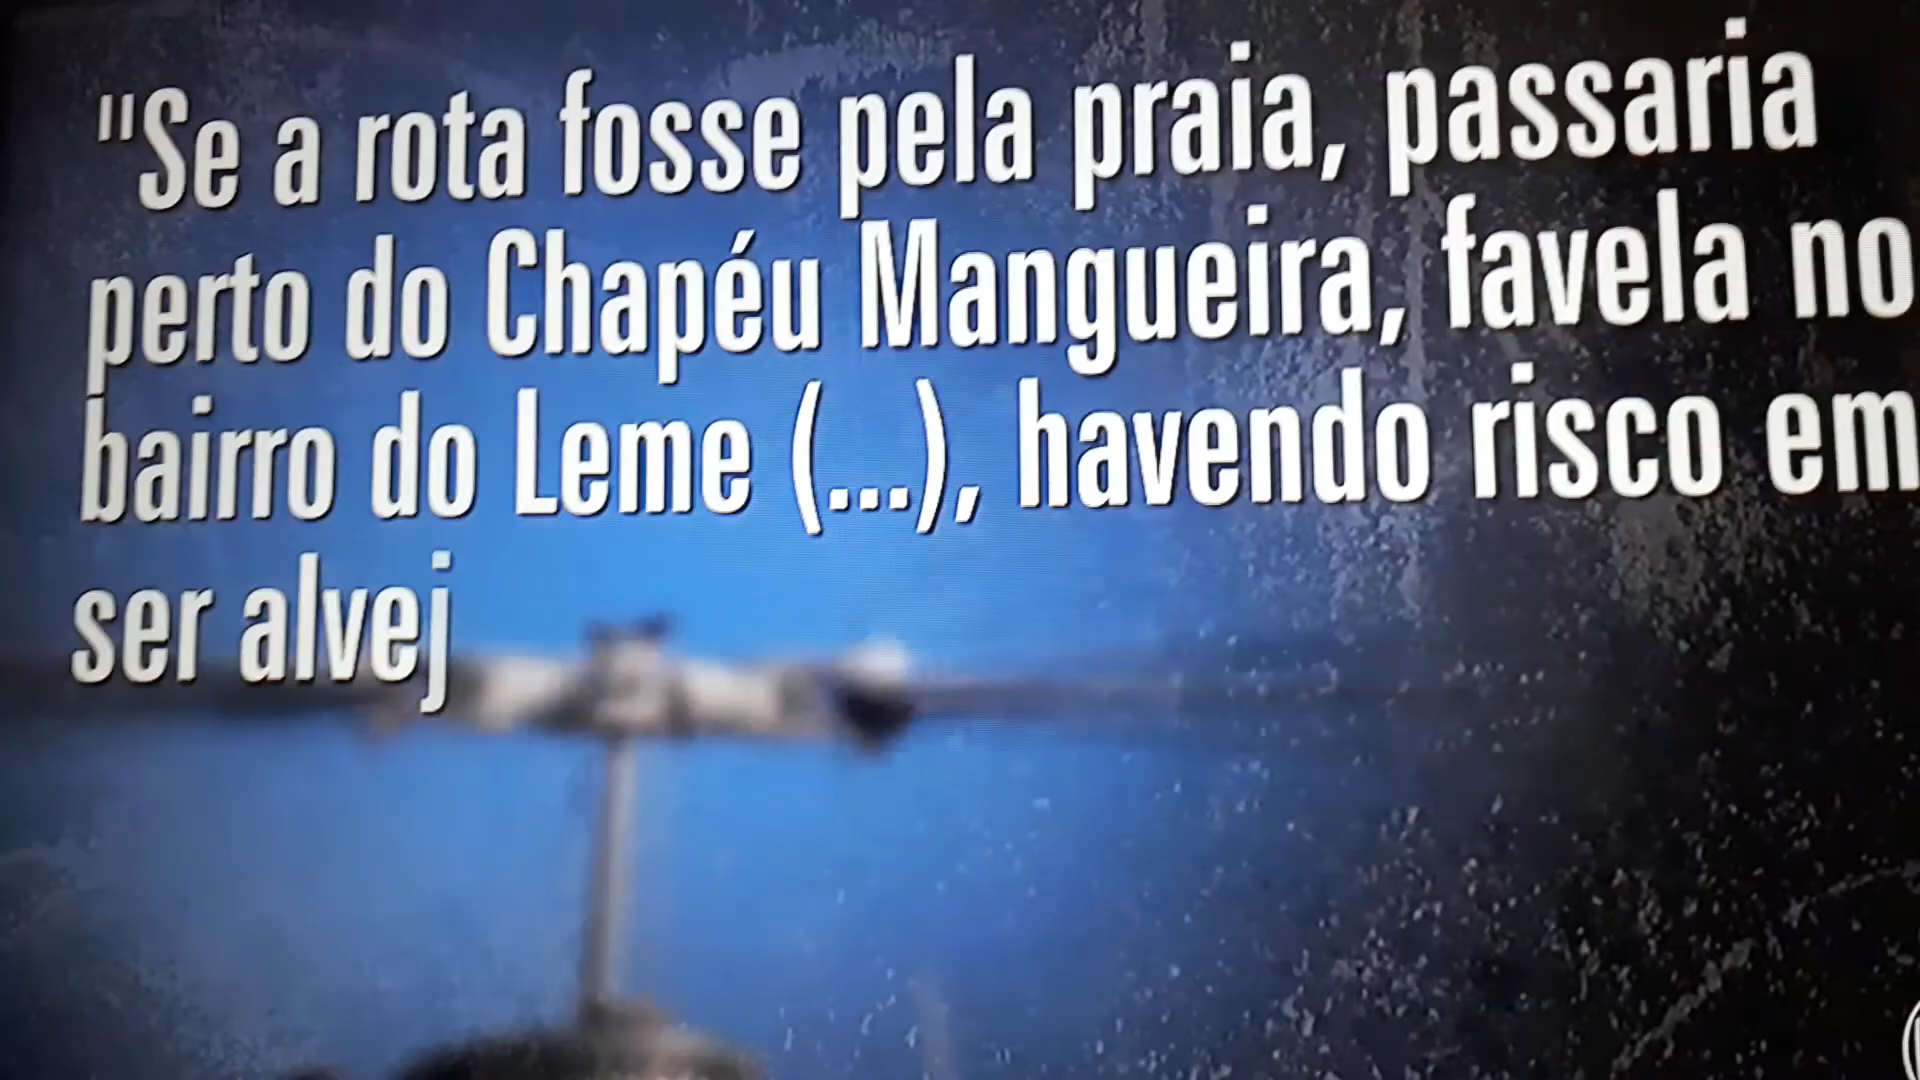 "Se a rota fosse pela praia, passaria
perto do Chapéu Mangueira, favela no
bairro do Leme (...), havendo risco em
ser alvej